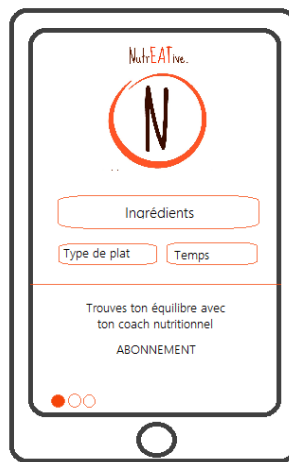 NutrEATive.
N
Ingrédients
Type de plat
Temps
Trouves ton équilibre avec
ton coach nutritionnel
ABONNEMENT